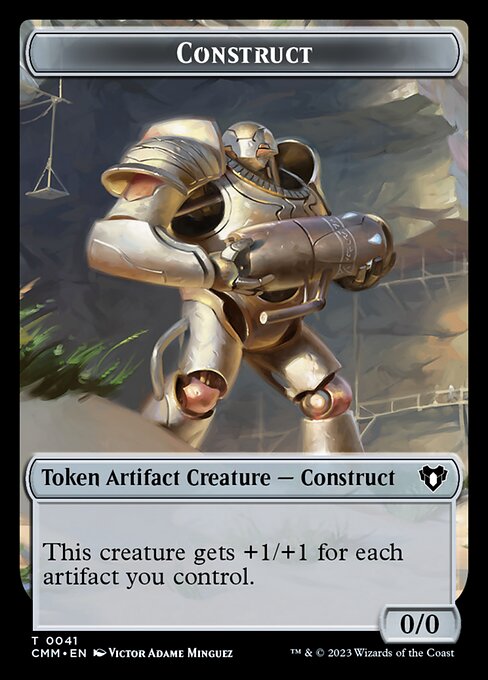 Construct
Token Artifact Creature — Construct
This creature gets +1/+1 for each
artifact you control.
0/0
T 0041
CMM • EN Victor Adame Minguez
™ & © 2023 Wizards of the Coast